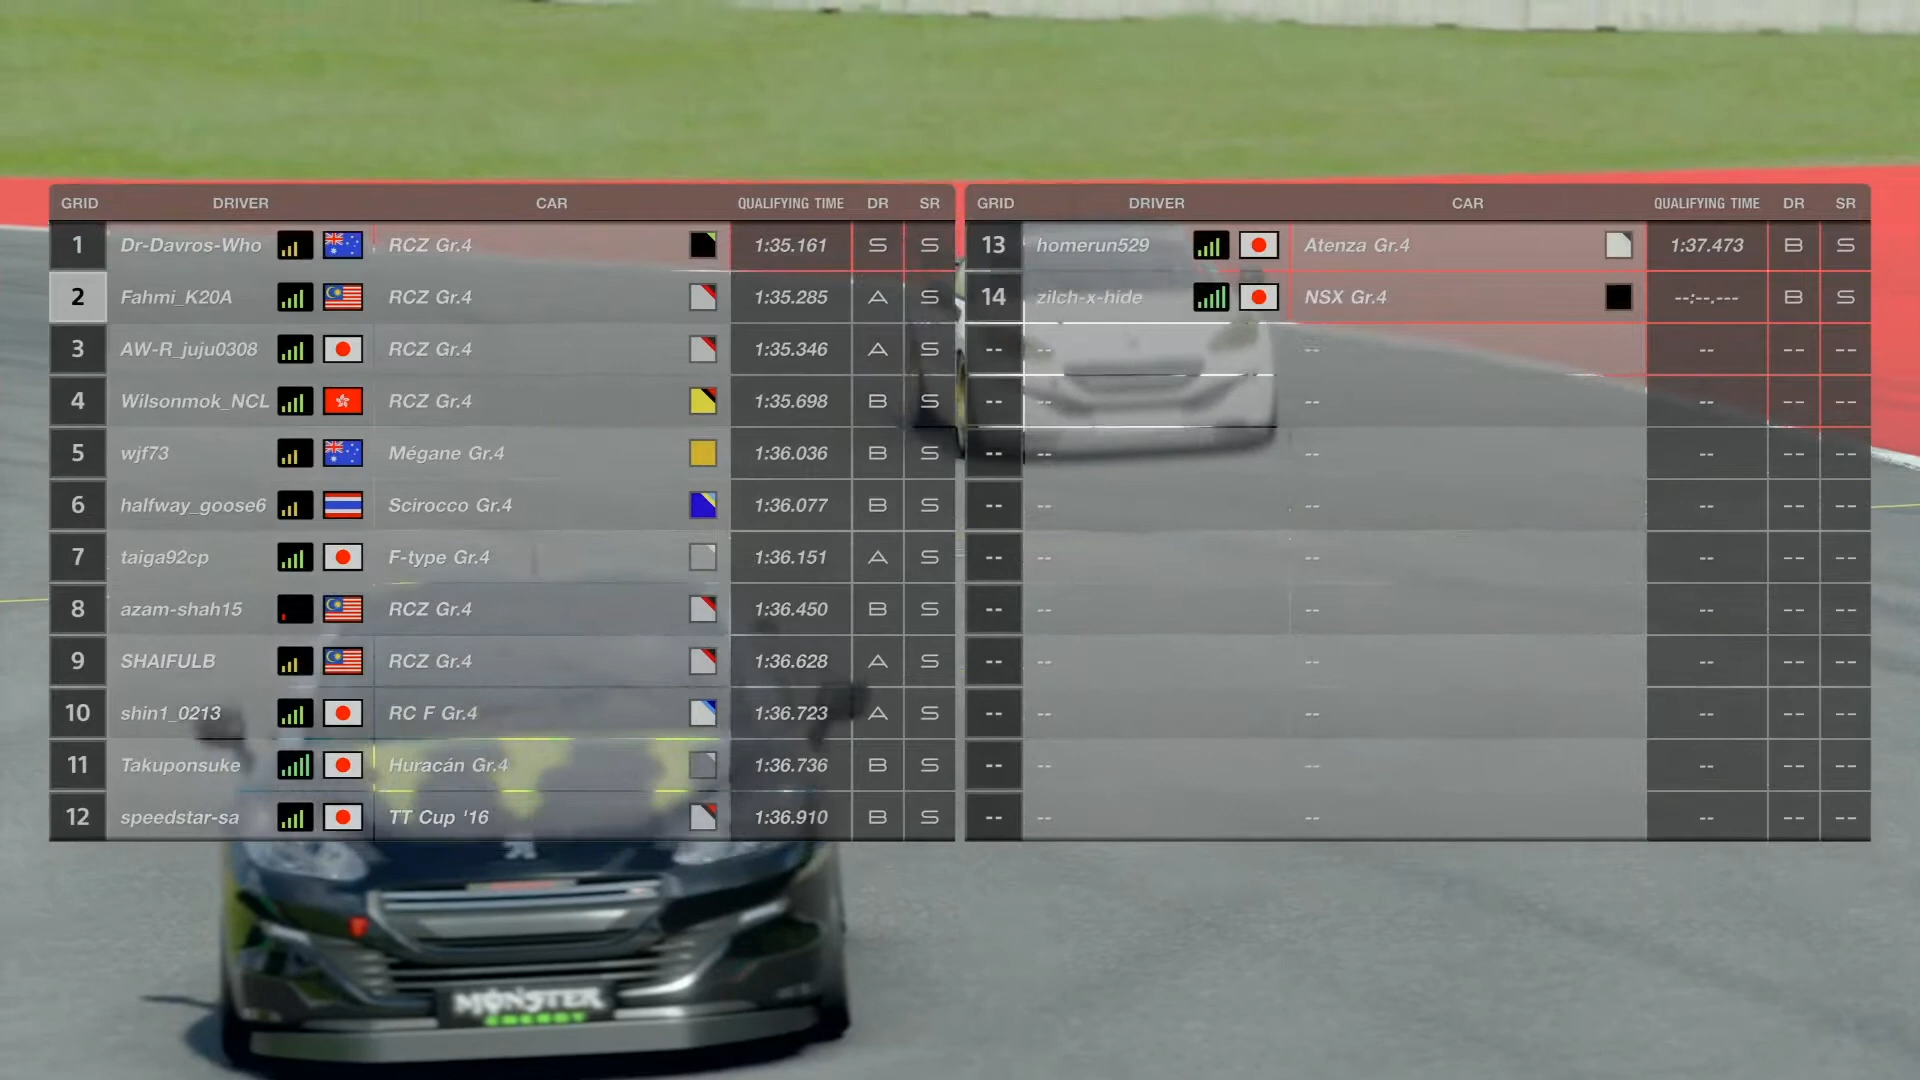 GRID DRIVER CAR QUALIFYING TIME DR SR
1 Dr-Davros-Who RCZ Gr.4 1:35.161 S S
2 Fahmi_K20A RCZ Gr.4 1:35.285 A S
3 AW-R_juju0308 RCZ Gr.4 1:35.346 A S
4 Wilsonmok_NCL RCZ Gr.4 1:35.698 B S
5 wjf73 Mégane Gr.4 1:36.036 B S
6 halfway_goose6 Scirocco Gr.4 1:36.077 B S
7 taiga92cp F-type Gr.4 1:36.151 A S
8 azam-shah15 RCZ Gr.4 1:36.450 B S
9 SHAIFULB RCZ Gr.4 1:36.628 A S
10 shin1_0213 RC F Gr.4 1:36.723 A S
11 Takuponsuke Huracán Gr.4 1:36.736 B S
12 speedstar-sa TT Cup '16 1:36.910 B S
GRID DRIVER CAR QUALIFYING TIME DR SR
13 homerun529 Atenza Gr.4 1:37.473 B S
14 zilch-x-hide NSX Gr.4 --:--.--- B S
-- -- -- -- -- --
-- -- -- -- -- --
-- -- -- -- -- --
-- -- -- -- -- --
-- -- -- -- -- --
-- -- -- -- -- --
-- -- -- -- -- --
-- -- -- -- -- --
-- -- -- -- -- --
-- -- -- -- -- --
MONSTER
ENERGY